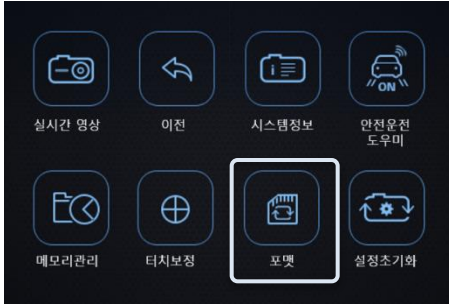 실시간 영상
이전
시스템정보
ON
안전운전
도우미
메모리관리
터치보정
포맷
설정초기화